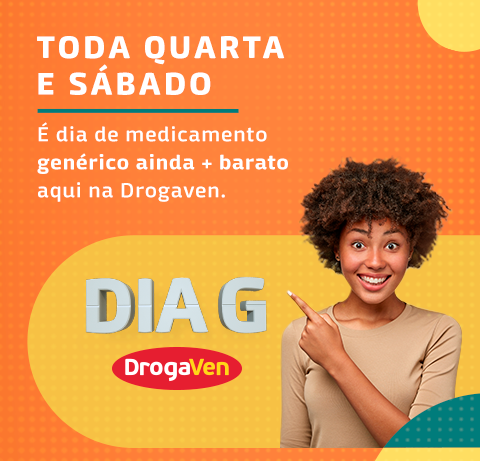 TODA QUARTA
E SÁBADO
É dia de medicamento
genérico ainda + barato
aqui na Drogaven.
DIA G
DrogaVen